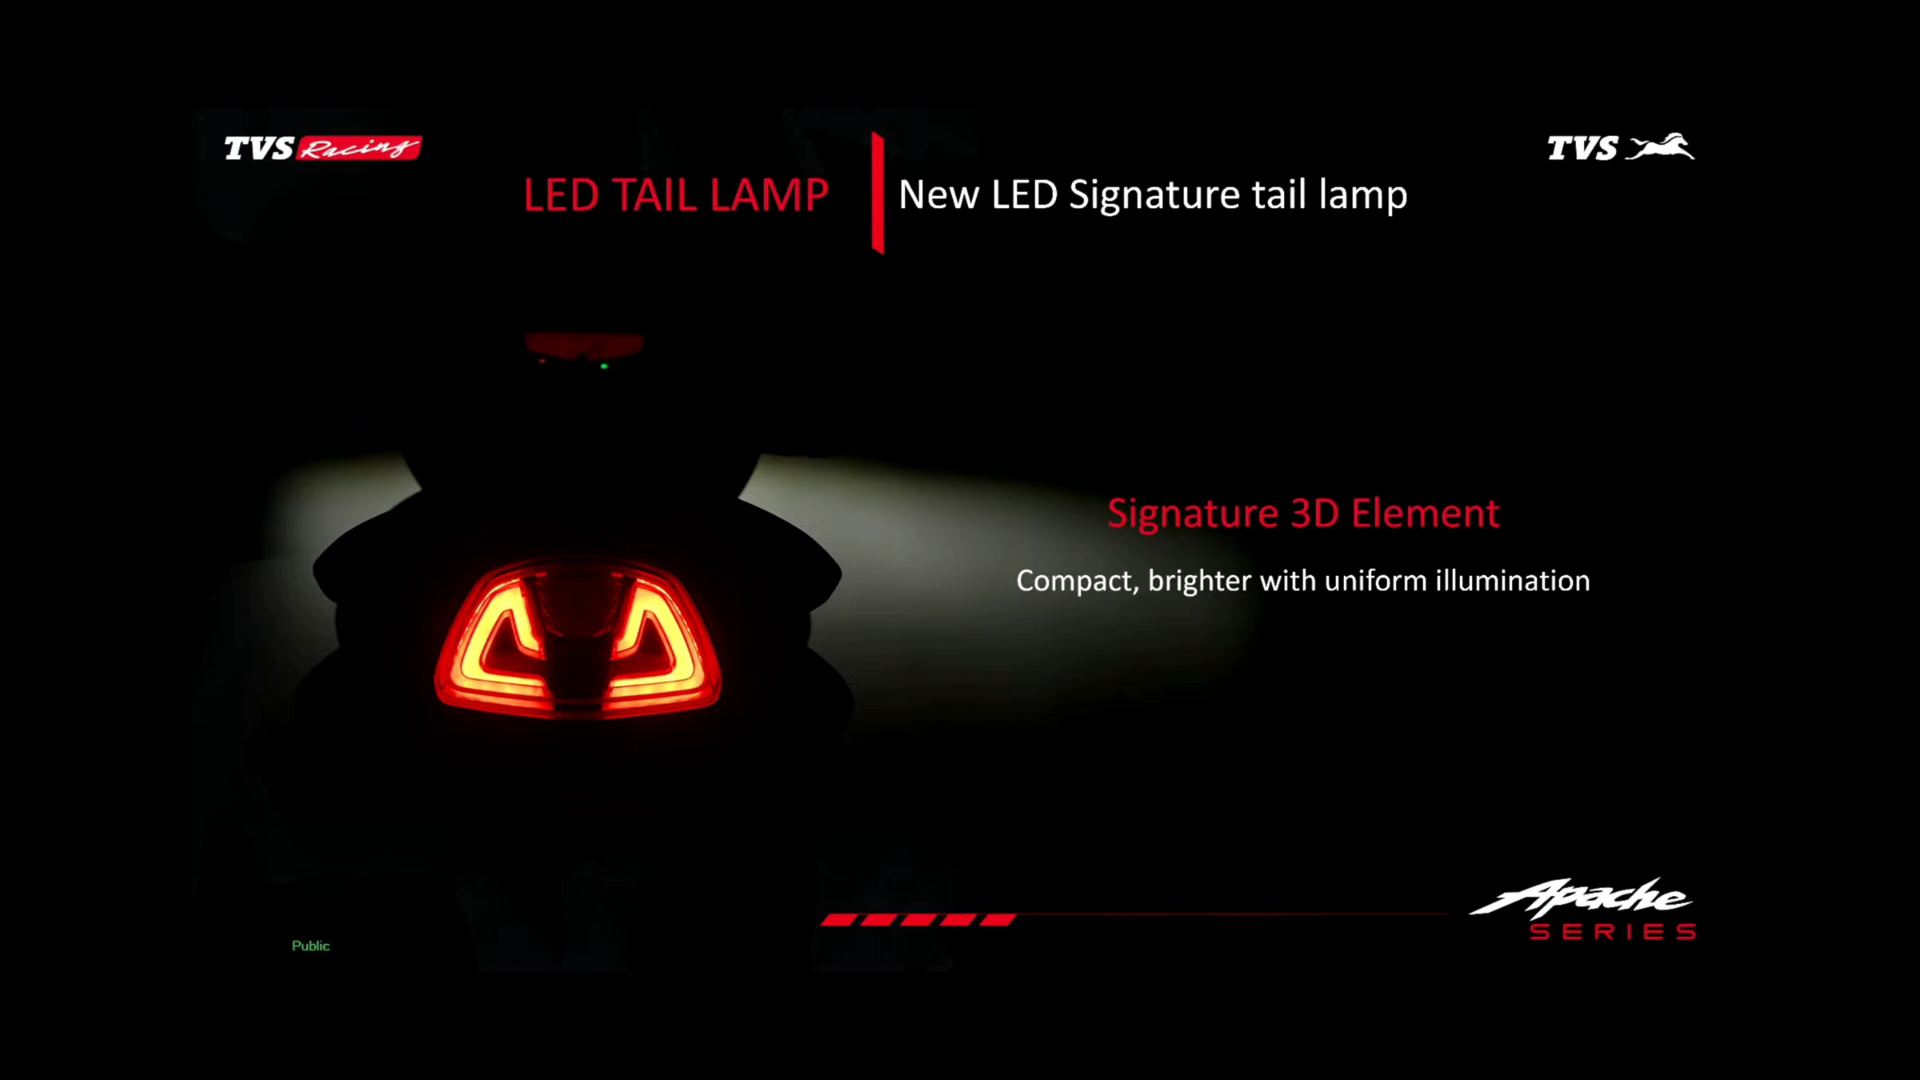 TVS Racing
TVS
LED TAIL LAMP
New LED Signature tail lamp
Signature 3D Element
Compact, brighter with uniform illumination
Apache
SERIES
Public